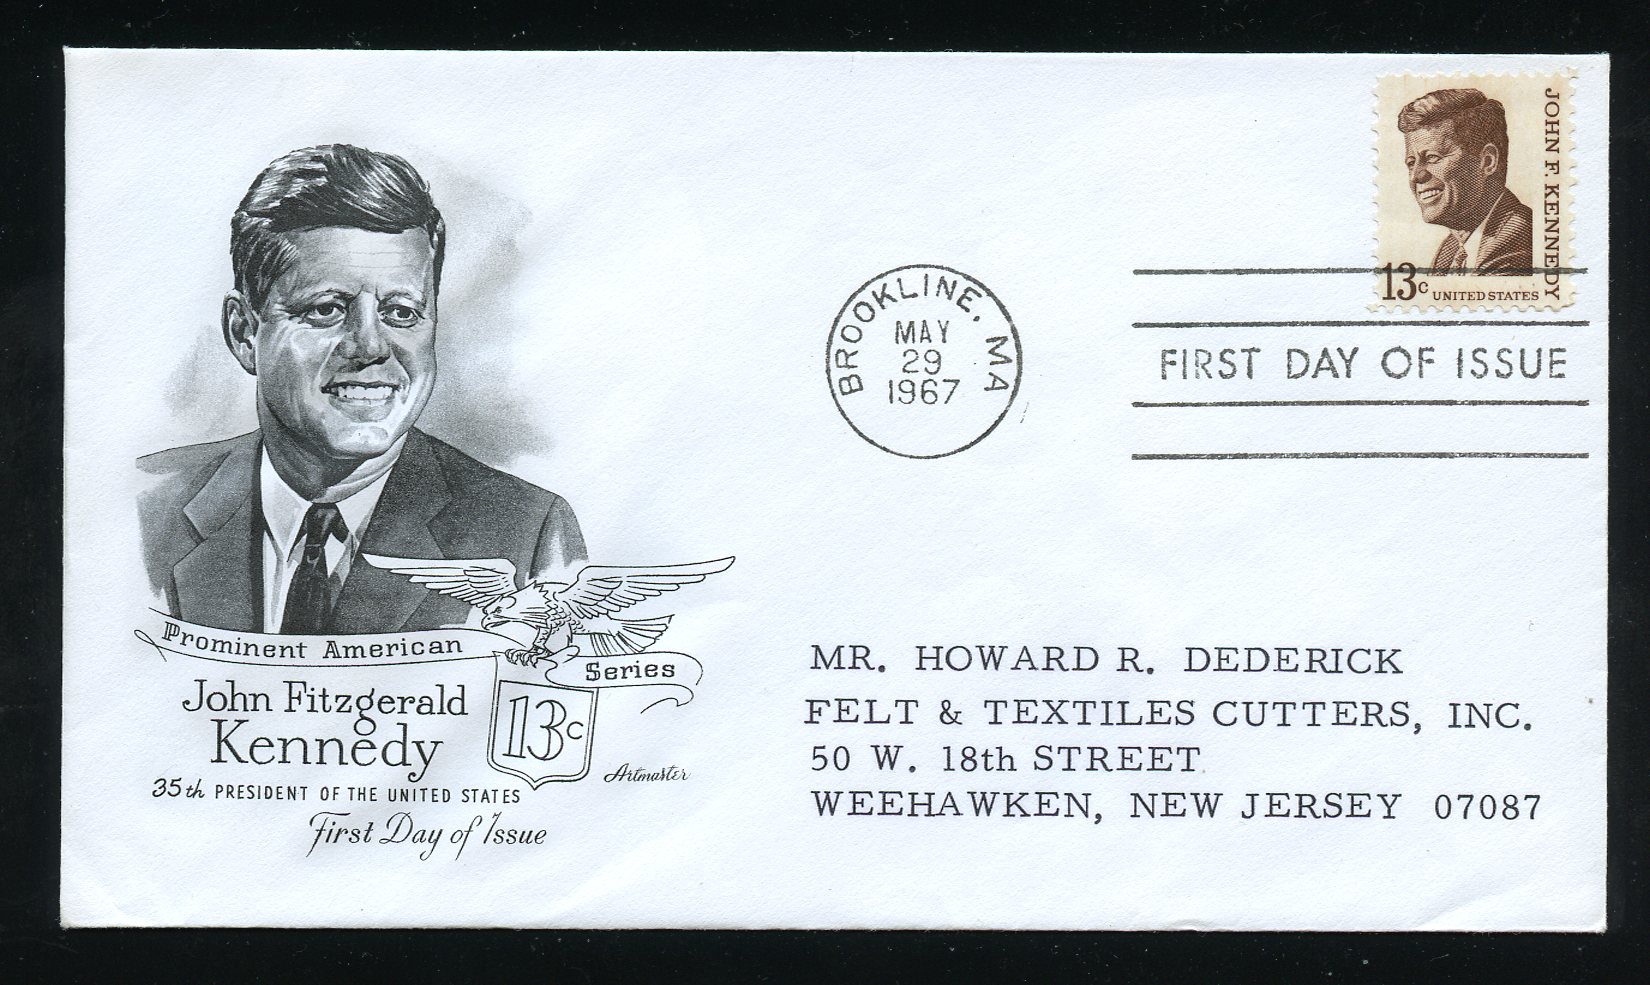 JOHN F. KENNEDY
13c UNITED STATES
BROOKLINE, MA
MAY
29
1967
FIRST DAY OF ISSUE
Prominent American
Series
John Fitzgerald
Kennedy
13c
Artmaster
35th PRESIDENT OF THE UNITED STATES
First Day of Issue
MR. HOWARD R. DEDERICK
FELT & TEXTILES CUTTERS, INC.
50 W. 18th STREET
WEEHAWKEN, NEW JERSEY 07087